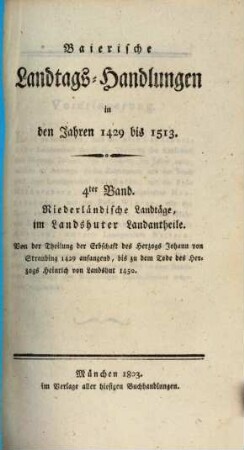 Baierische
Landtags-Handlungen
in
den Jahren 1429 bis 1513.
4ter Band.
Niederländische Landtäge,
im Landshuter Landantheile.
Von der Theilung der Erbschaft des Herzogs Johann von
Straubing 1429 anfangend, bis zu dem Tode des Her-
zogs Heinrich von Landshut 1450.
München 1803.
im Verlage aller hiesigen Buchhandlungen.